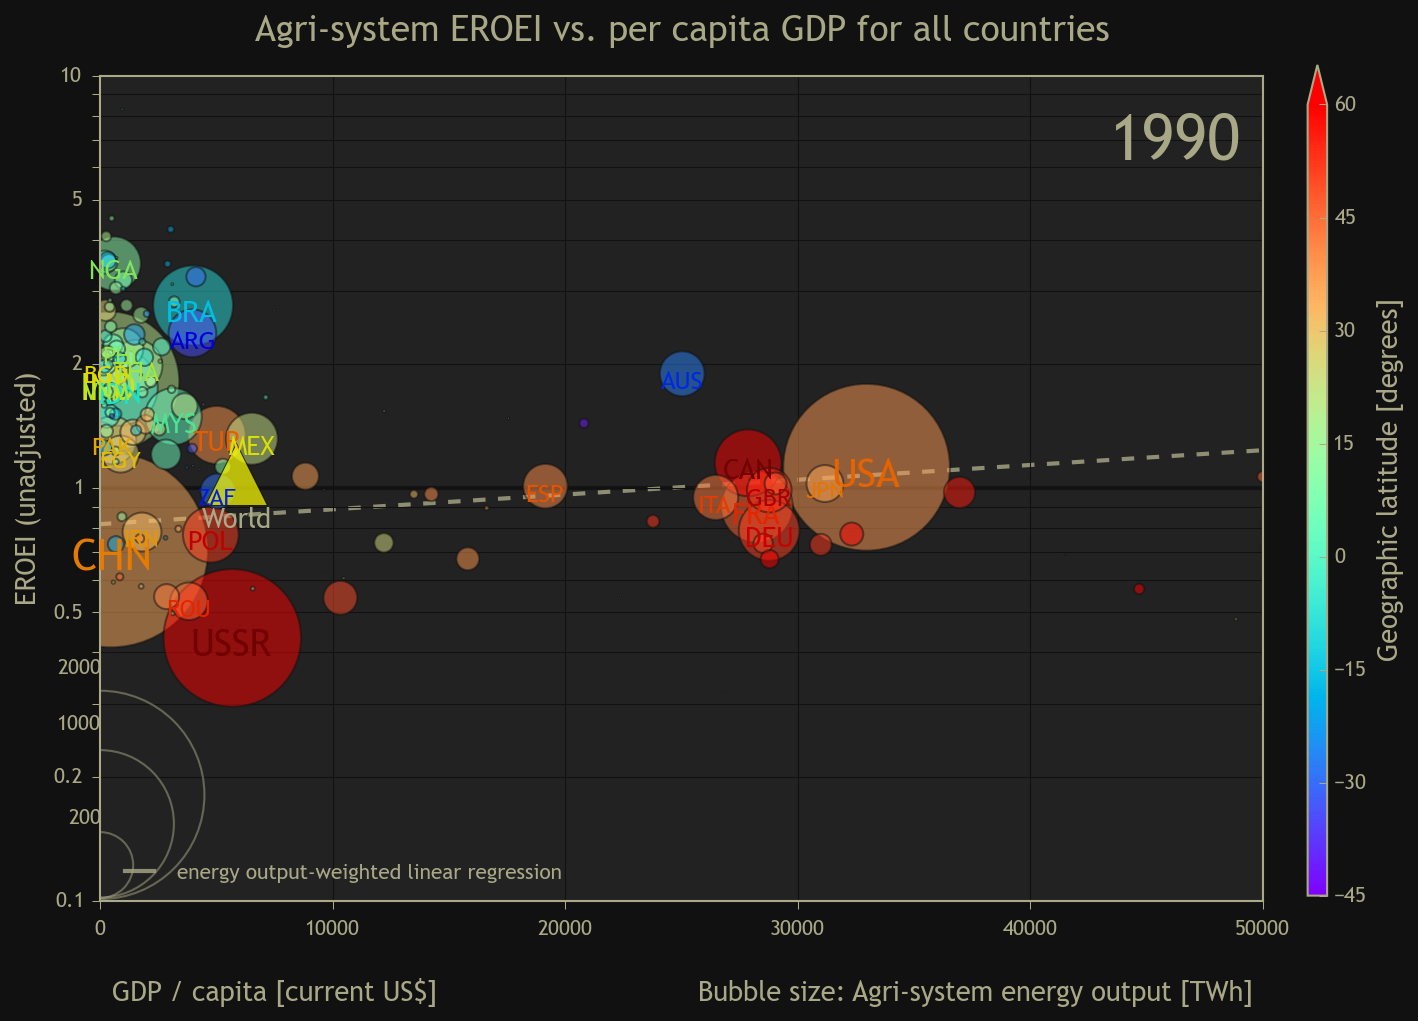 Agri-system EROEI vs. per capita GDP for all countries
1990
10
5
2
1
0.5
0.2
0.1
EROEI (unadjusted)
NGA
BRA
ARG
AUS
MYS
TUR
MEX
PAK
EGY
ZAF
World
POL
CHN
ROU
USSR
ESP
CAN
USA
JPN
GBR
ITA
FRA
DEU
2000
1000
200
energy output-weighted linear regression
0
10000
20000
30000
40000
50000
GDP / capita [current US$]
Bubble size: Agri-system energy output [TWh]
60
45
30
15
0
−15
−30
−45
Geographic latitude [degrees]